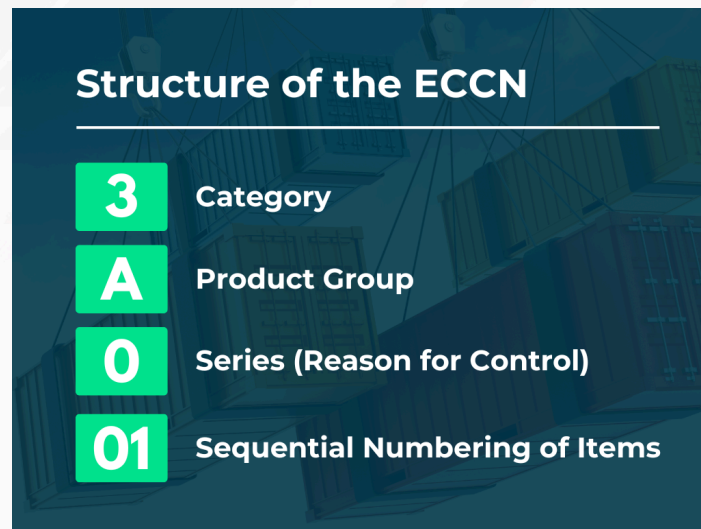 Structure of the ECCN
3 Category
A Product Group
0 Series (Reason for Control)
01 Sequential Numbering of Items